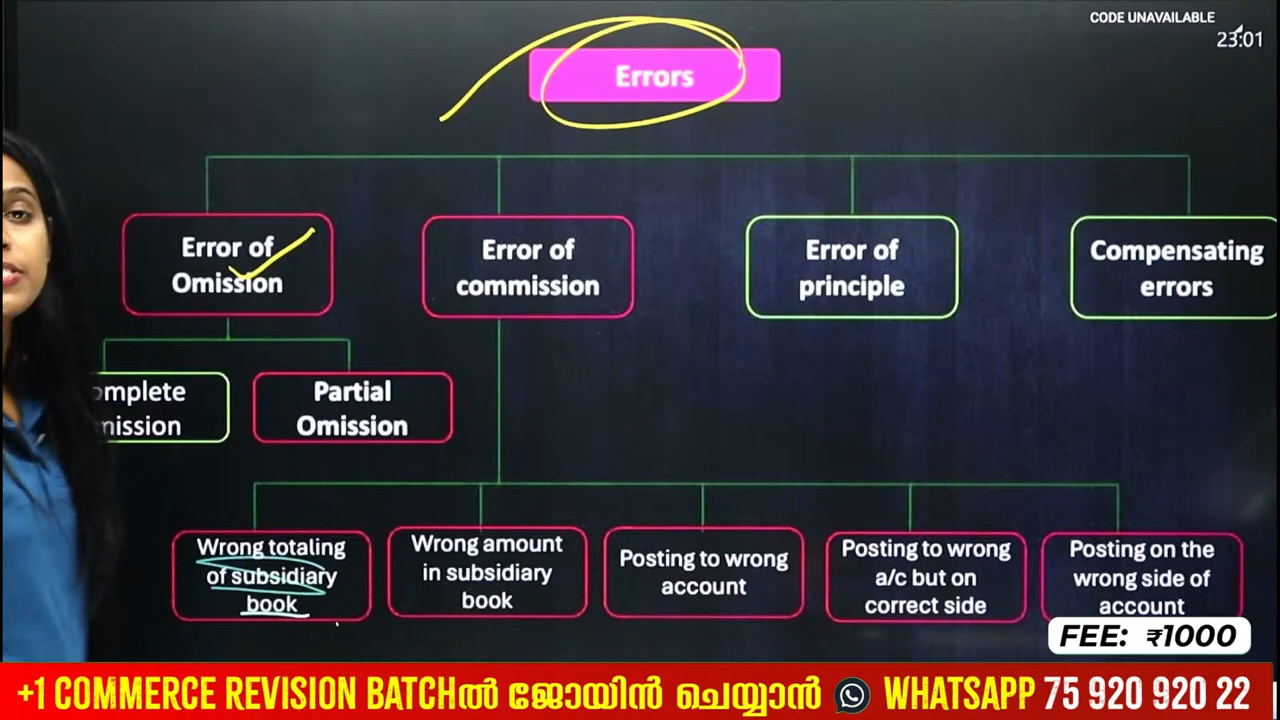 CODE UNAVAILABLE
23:01
Errors
Error of
Omission
Error of
commission
Error of
principle
Compensating
errors
omplete
mission
Partial
Omission
Wrong totaling
of subsidiary
book
Wrong amount
in subsidiary
book
Posting to wrong
account
Posting to wrong
a/c but on
correct side
Posting on the
wrong side of
account
FEE: ₹1000
+1 COMMERCE REVISION BATCHൽ ജോയിൻ ചെയ്യാൻ WHATSAPP 75 920 920 22